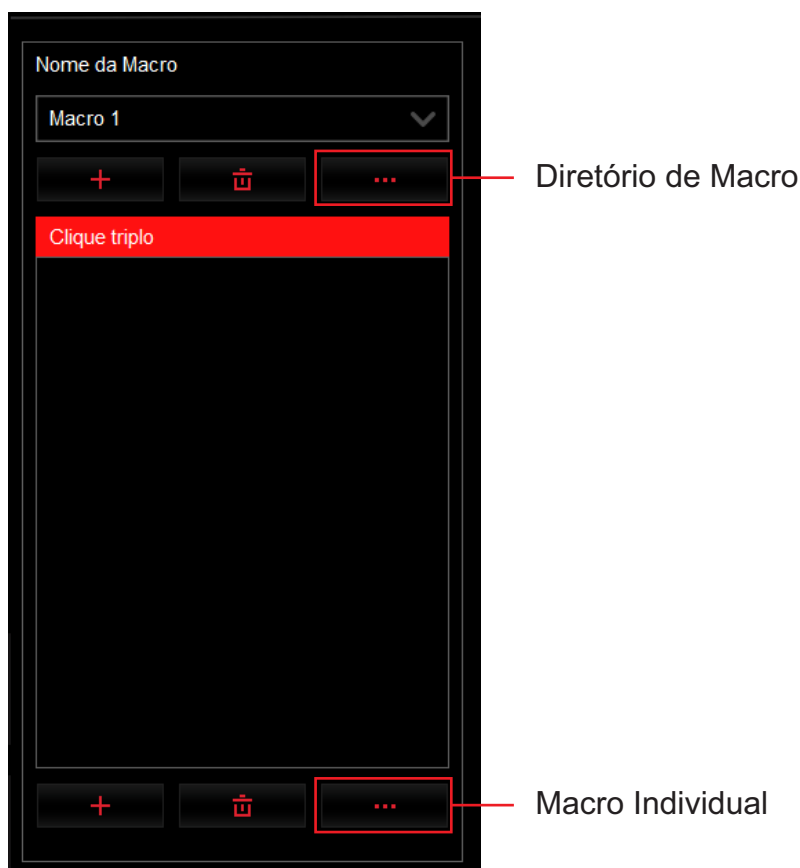 Nome da Macro
Macro 1
Diretório de Macro
Clique triplo
Macro Individual